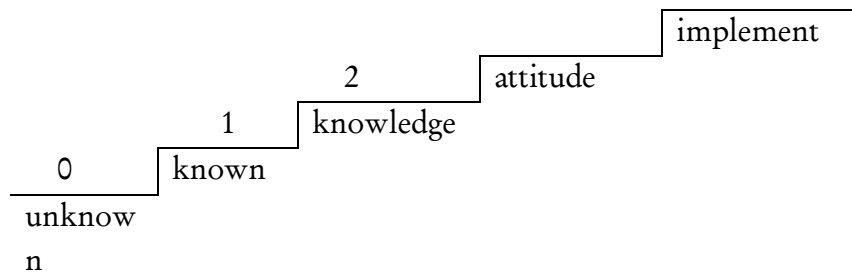 implement
2
attitude
1
knowledge
0
known
unknow
n